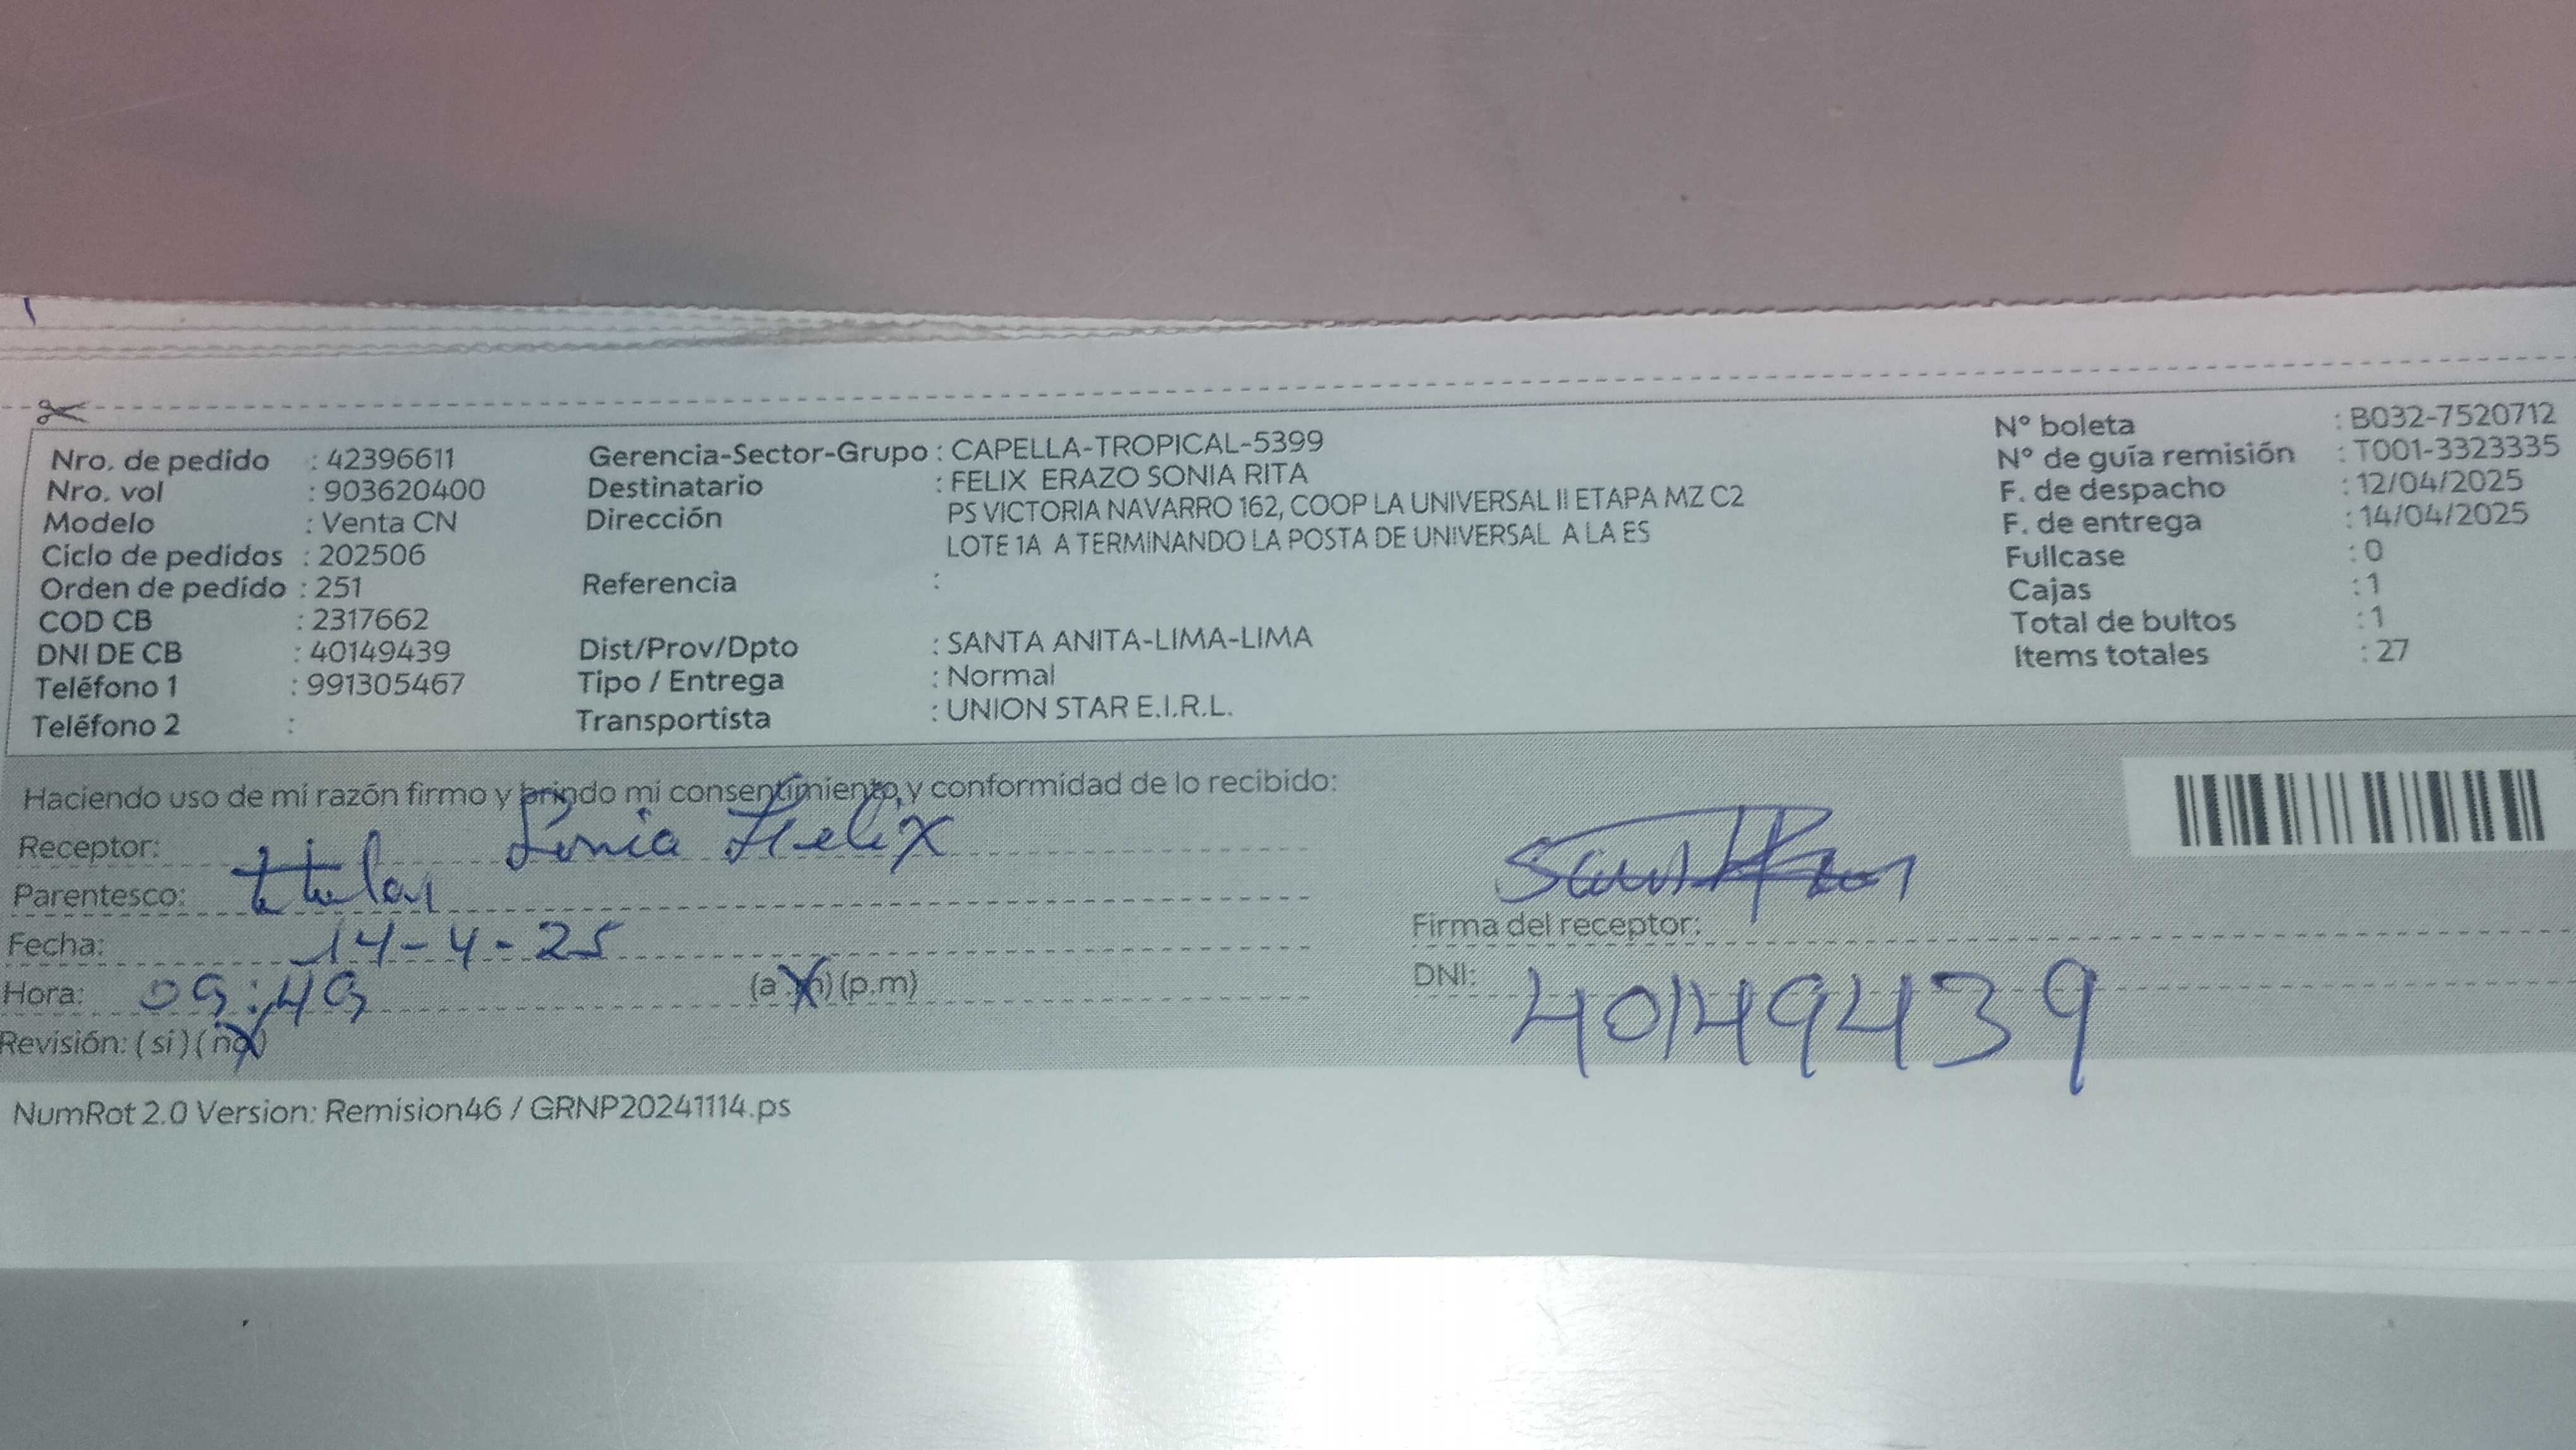 Nro. de pedido : 42396611
Nro. vol : 903620400
Modelo : Venta CN
Ciclo de pedidos : 202506
Orden de pedido : 251
COD CB : 2317662
DNI DE CB : 40149439
Teléfono 1 : 991305467
Teléfono 2 :
Gerencia-Sector-Grupo : CAPELLA-TROPICAL-5399
Destinatario : FELIX ERAZO SONIA RITA
Dirección PS VICTORIA NAVARRO 162, COOP LA UNIVERSAL II ETAPA MZ C2
LOTE 1A A TERMINANDO LA POSTA DE UNIVERSAL A LA ES
Referencia :
Dist/Prov/Dpto : SANTA ANITA-LIMA-LIMA
Tipo / Entrega : Normal
Transportista : UNION STAR E.I.R.L.
N° boleta : B032-7520712
N° de guía remisión : T001-3323335
F. de despacho : 12/04/2025
F. de entrega : 14/04/2025
Fullcase : 0
Cajas : 1
Total de bultos : 1
Items totales : 27
Haciendo uso de mi razón firmo y brindo mi consentimiento, y conformidad de lo recibido:
Receptor: Sonia Felix
Parentesco: titular
Fecha: 14-4-25
Hora: 09:49 (a.m) (p.m)
Revisión: (si) (no)
Firma del receptor:
DNI: 40149439
NumRot 2.0 Version: Remision46 / GRNP20241114.ps